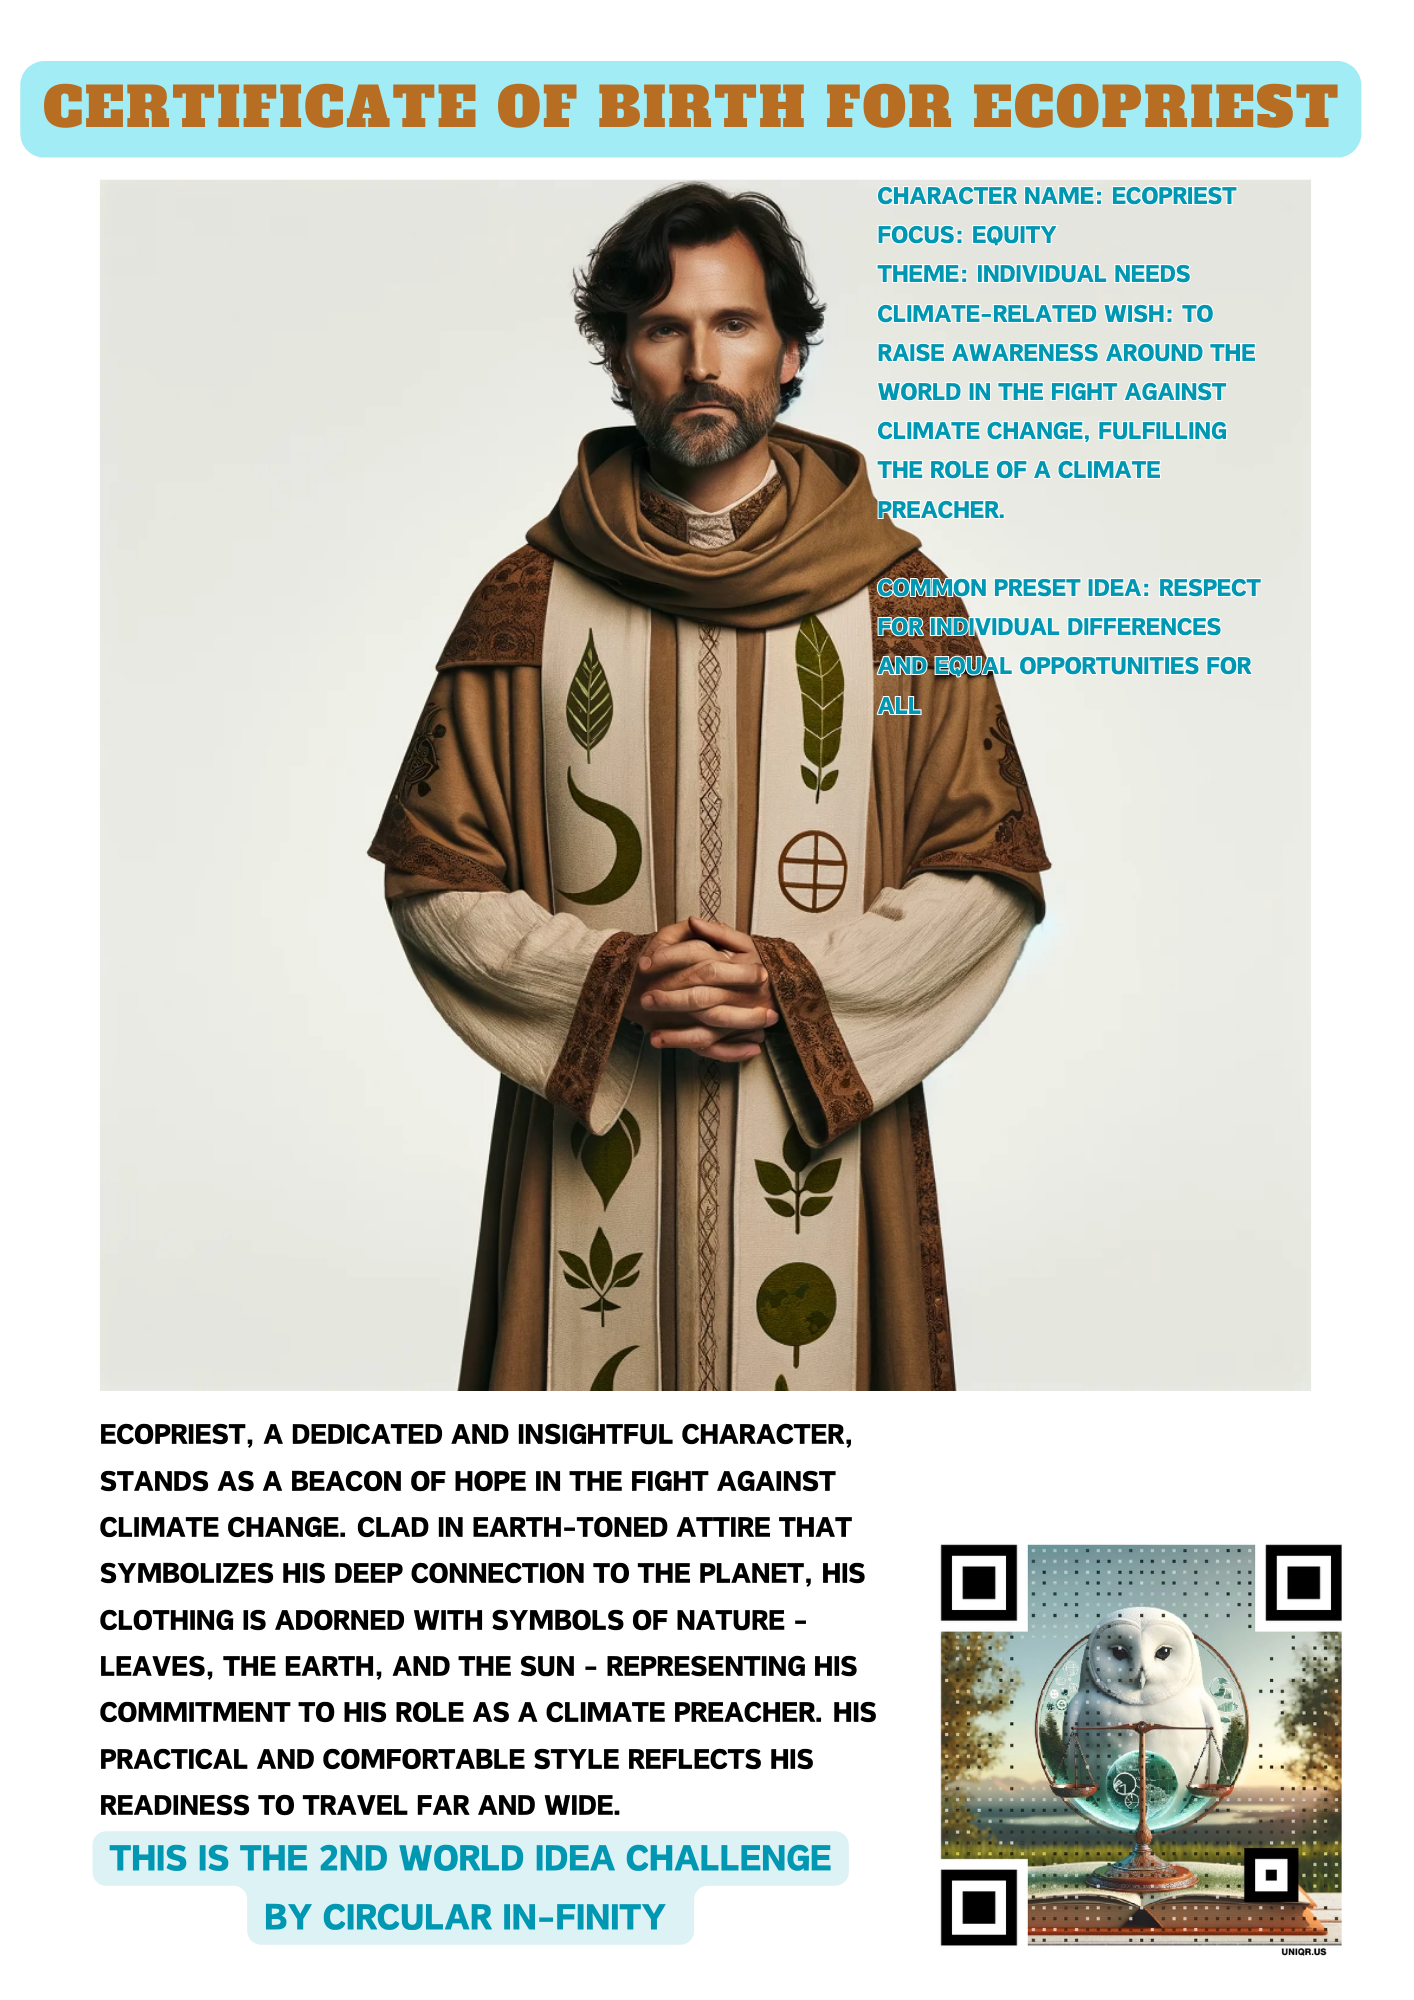 CERTIFICATE OF BIRTH FOR ECOPRIEST
CHARACTER NAME: ECOPRIEST
FOCUS: EQUITY
THEME: INDIVIDUAL NEEDS
CLIMATE-RELATED WISH: TO
RAISE AWARENESS AROUND THE
WORLD IN THE FIGHT AGAINST
CLIMATE CHANGE, FULFILLING
THE ROLE OF A CLIMATE
PREACHER.
COMMON PRESET IDEA: RESPECT
FOR INDIVIDUAL DIFFERENCES
AND EQUAL OPPORTUNITIES FOR
ALL
ECOPRIEST, A DEDICATED AND INSIGHTFUL CHARACTER,
STANDS AS A BEACON OF HOPE IN THE FIGHT AGAINST
CLIMATE CHANGE. CLAD IN EARTH-TONED ATTIRE THAT
SYMBOLIZES HIS DEEP CONNECTION TO THE PLANET, HIS
CLOTHING IS ADORNED WITH SYMBOLS OF NATURE -
LEAVES, THE EARTH, AND THE SUN - REPRESENTING HIS
COMMITMENT TO HIS ROLE AS A CLIMATE PREACHER. HIS
PRACTICAL AND COMFORTABLE STYLE REFLECTS HIS
READINESS TO TRAVEL FAR AND WIDE.
THIS IS THE 2ND WORLD IDEA CHALLENGE
BY CIRCULAR IN-FINITY
UNIQR.US